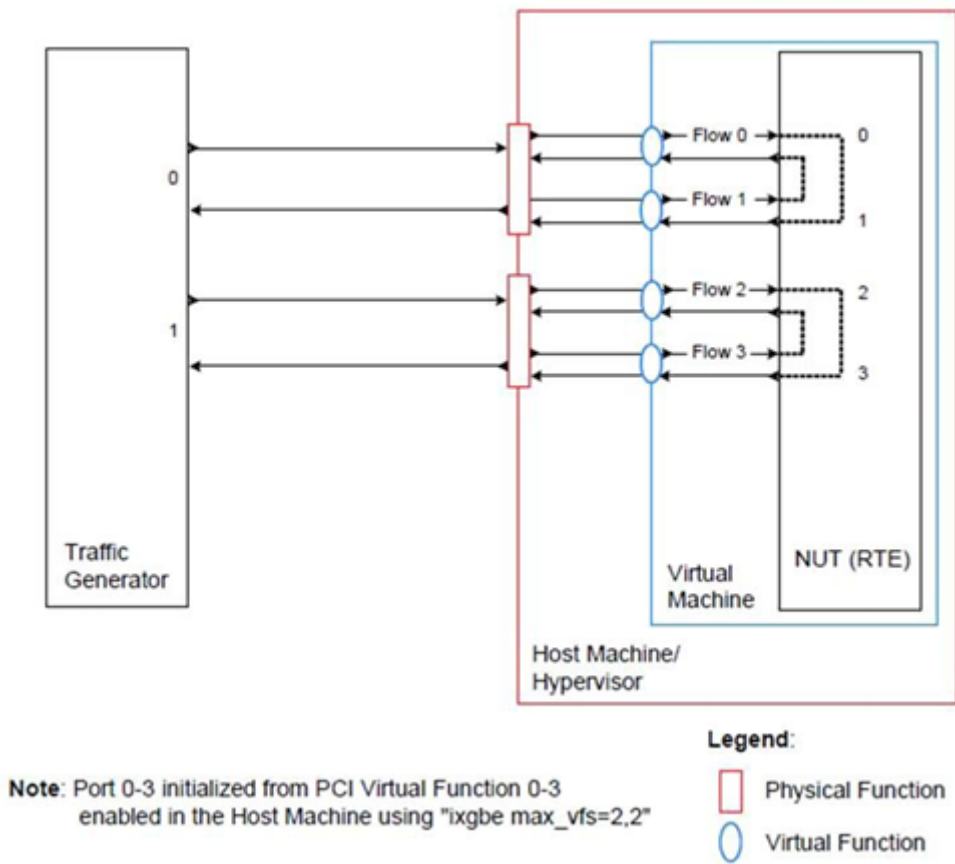 0
1
Flow 0
0
Flow 1
1
Flow 2
2
Flow 3
3
Traffic
Generator
NUT (RTE)
Virtual
Machine
Host Machine/
Hypervisor
Legend:
Physical Function
Virtual Function
Note: Port 0-3 initialized from PCI Virtual Function 0-3
enabled in the Host Machine using "ixgbe max_vfs=2,2"